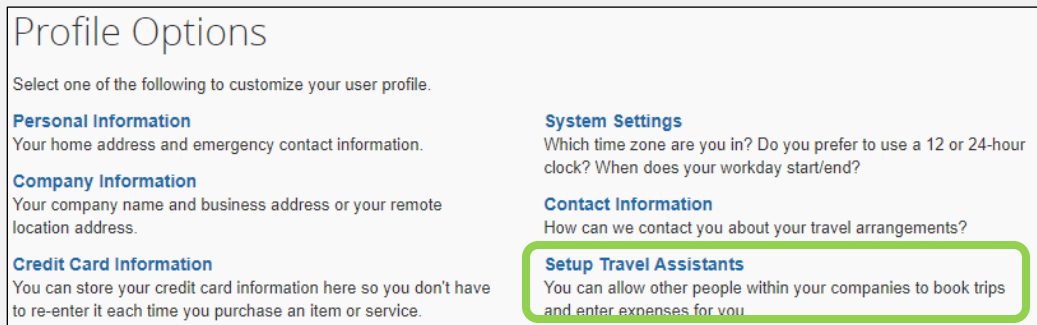 Profile Options
Select one of the following to customize your user profile.
Personal Information
Your home address and emergency contact information.
Company Information
Your company name and business address or your remote
location address.
Credit Card Information
You can store your credit card information here so you don't have
to re-enter it each time you purchase an item or service.
System Settings
Which time zone are you in? Do you prefer to use a 12 or 24-hour
clock? When does your workday start/end?
Contact Information
How can we contact you about your travel arrangements?
Setup Travel Assistants
You can allow other people within your companies to book trips
and enter expenses for you